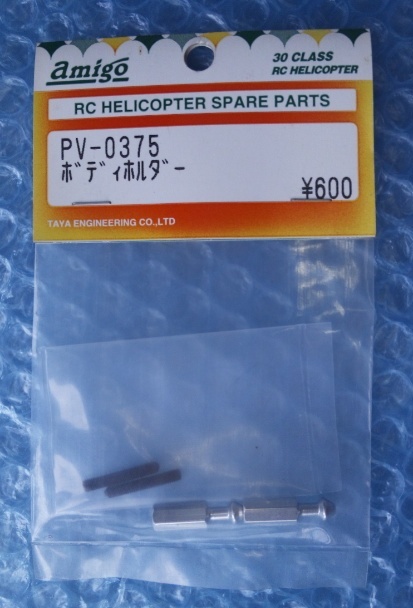 amigo
30 CLASS
RC HELICOPTER
RC HELICOPTER SPARE PARTS
PV-0375
ﾎﾞﾃﾞｨﾎﾙﾀﾞｰ
¥600
TAYA ENGINEERING CO.,LTD